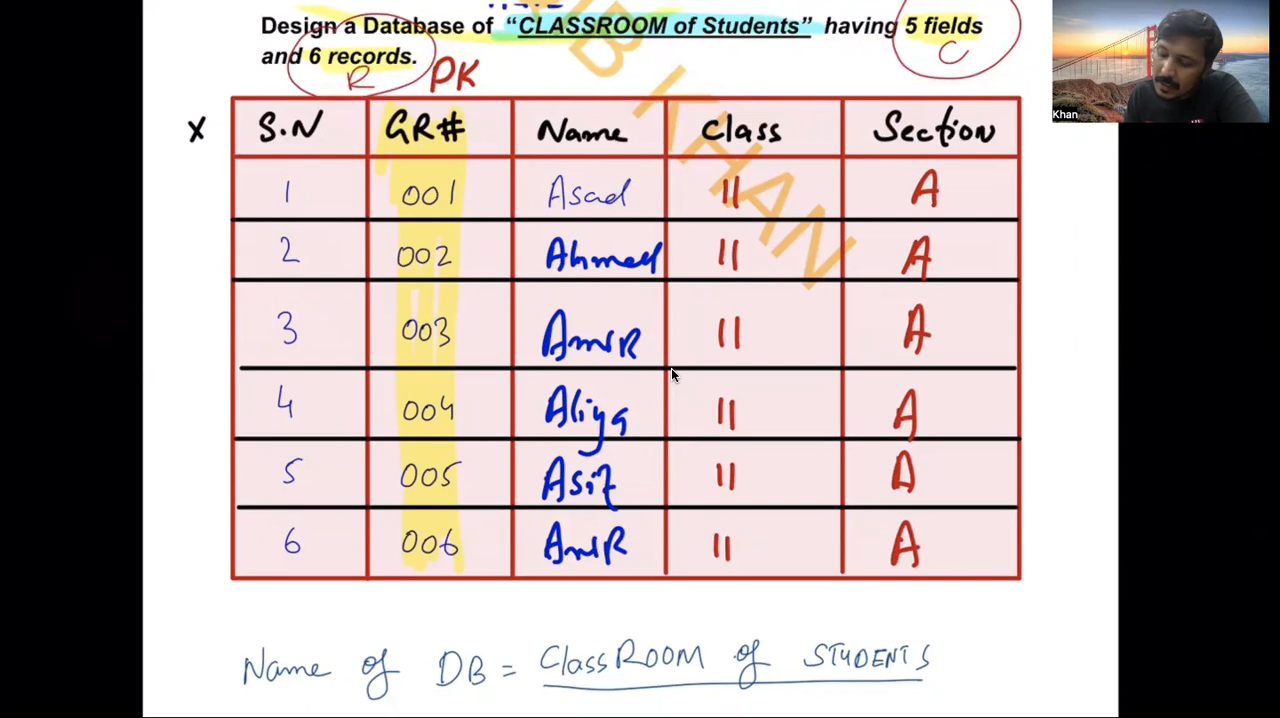 Design a Database of "CLASSROOM of Students" having 5 fields
and 6 records.
R
PK
C
Khan
KHAN
X S.N GR# Name Class Section
1 001 Asad 11 A
2 002 Ahmed 11 A
3 003 11 A
4 004 Aliya 11 A
5 005 Asif 11 A
6 006 11 A
Name of DB = ClassROOM of STUDENTS